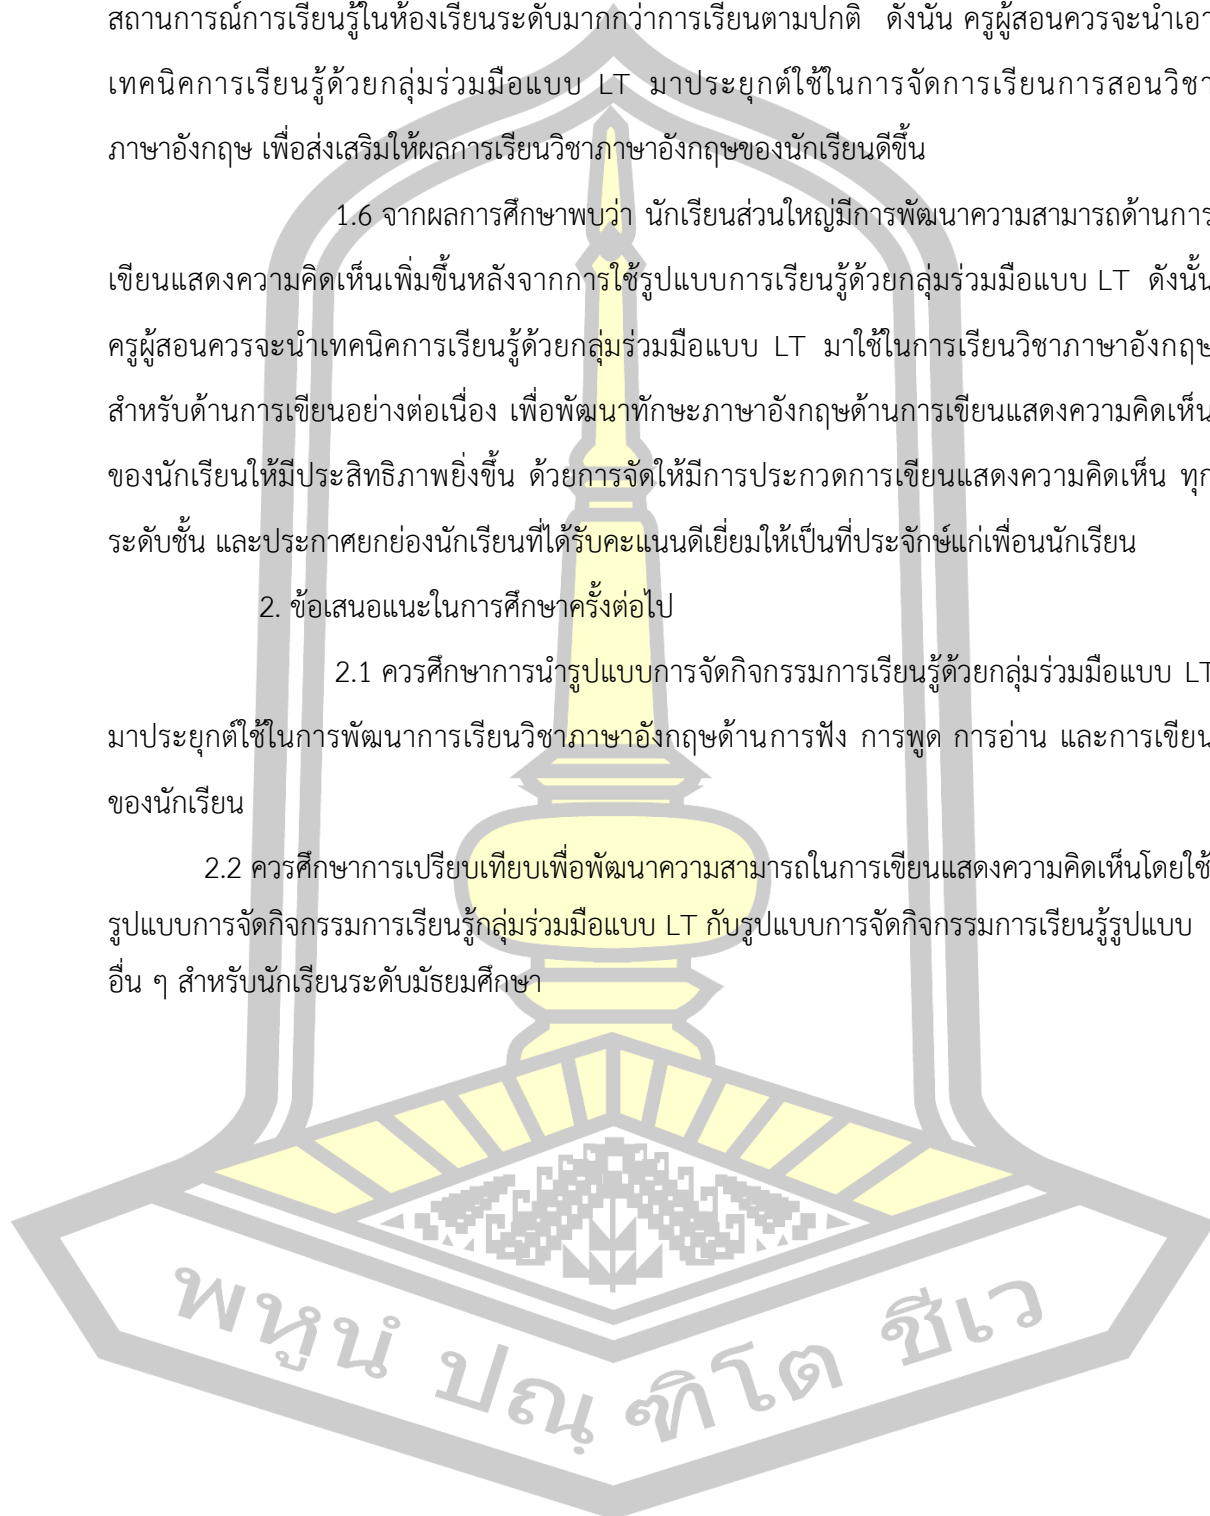 สถานการณ์การเรียนรู้ในห้องเรียนระดับมากกว่าการเรียนตามปกติ ดังนั้น ครูผู้สอนควรจะนำเอา
เทคนิคการเรียนรู้ด้วยกลุ่มร่วมมือแบบ LT มาประยุกต์ใช้ในการจัดการเรียนการสอนวิชา
ภาษาอังกฤษ เพื่อส่งเสริมให้ผลการเรียนวิชาภาษาอังกฤษของนักเรียนดีขึ้น
1.6 จากผลการศึกษาพบว่า นักเรียนส่วนใหญ่มีการพัฒนาความสามารถด้านการ
เขียนแสดงความคิดเห็นเพิ่มขึ้นหลังจากการใช้รูปแบบการเรียนรู้ด้วยกลุ่มร่วมมือแบบ LT ดังนั้น
ครูผู้สอนควรจะนำเทคนิคการเรียนรู้ด้วยกลุ่มร่วมมือแบบ LT มาใช้ในการเรียนวิชาภาษาอังกฤษ
สำหรับด้านการเขียนอย่างต่อเนื่อง เพื่อพัฒนาทักษะภาษาอังกฤษด้านการเขียนแสดงความคิดเห็น
ของนักเรียนให้มีประสิทธิภาพยิ่งขึ้น ด้วยการจัดให้มีการประกวดการเขียนแสดงความคิดเห็น ทุก
ระดับชั้น และประกาศยกย่องนักเรียนที่ได้รับคะแนนดีเยี่ยมให้เป็นที่ประจักษ์แก่เพื่อนนักเรียน
2. ข้อเสนอแนะในการศึกษาครั้งต่อไป
2.1 ควรศึกษาการนำรูปแบบการจัดกิจกรรมการเรียนรู้ด้วยกลุ่มร่วมมือแบบ LT
มาประยุกต์ใช้ในการพัฒนาการเรียนวิชาภาษาอังกฤษด้านการฟัง การพูด การอ่าน และการเขียน
ของนักเรียน
2.2 ควรศึกษาการเปรียบเทียบเพื่อพัฒนาความสามารถในการเขียนแสดงความคิดเห็นโดยใช้
รูปแบบการจัดกิจกรรมการเรียนรู้กลุ่มร่วมมือแบบ LT กับรูปแบบการจัดกิจกรรมการเรียนรู้รูปแบบ
อื่น ๆ สำหรับนักเรียนระดับมัธยมศึกษา
พหูนํ ปณฺฑิโต ชีเว